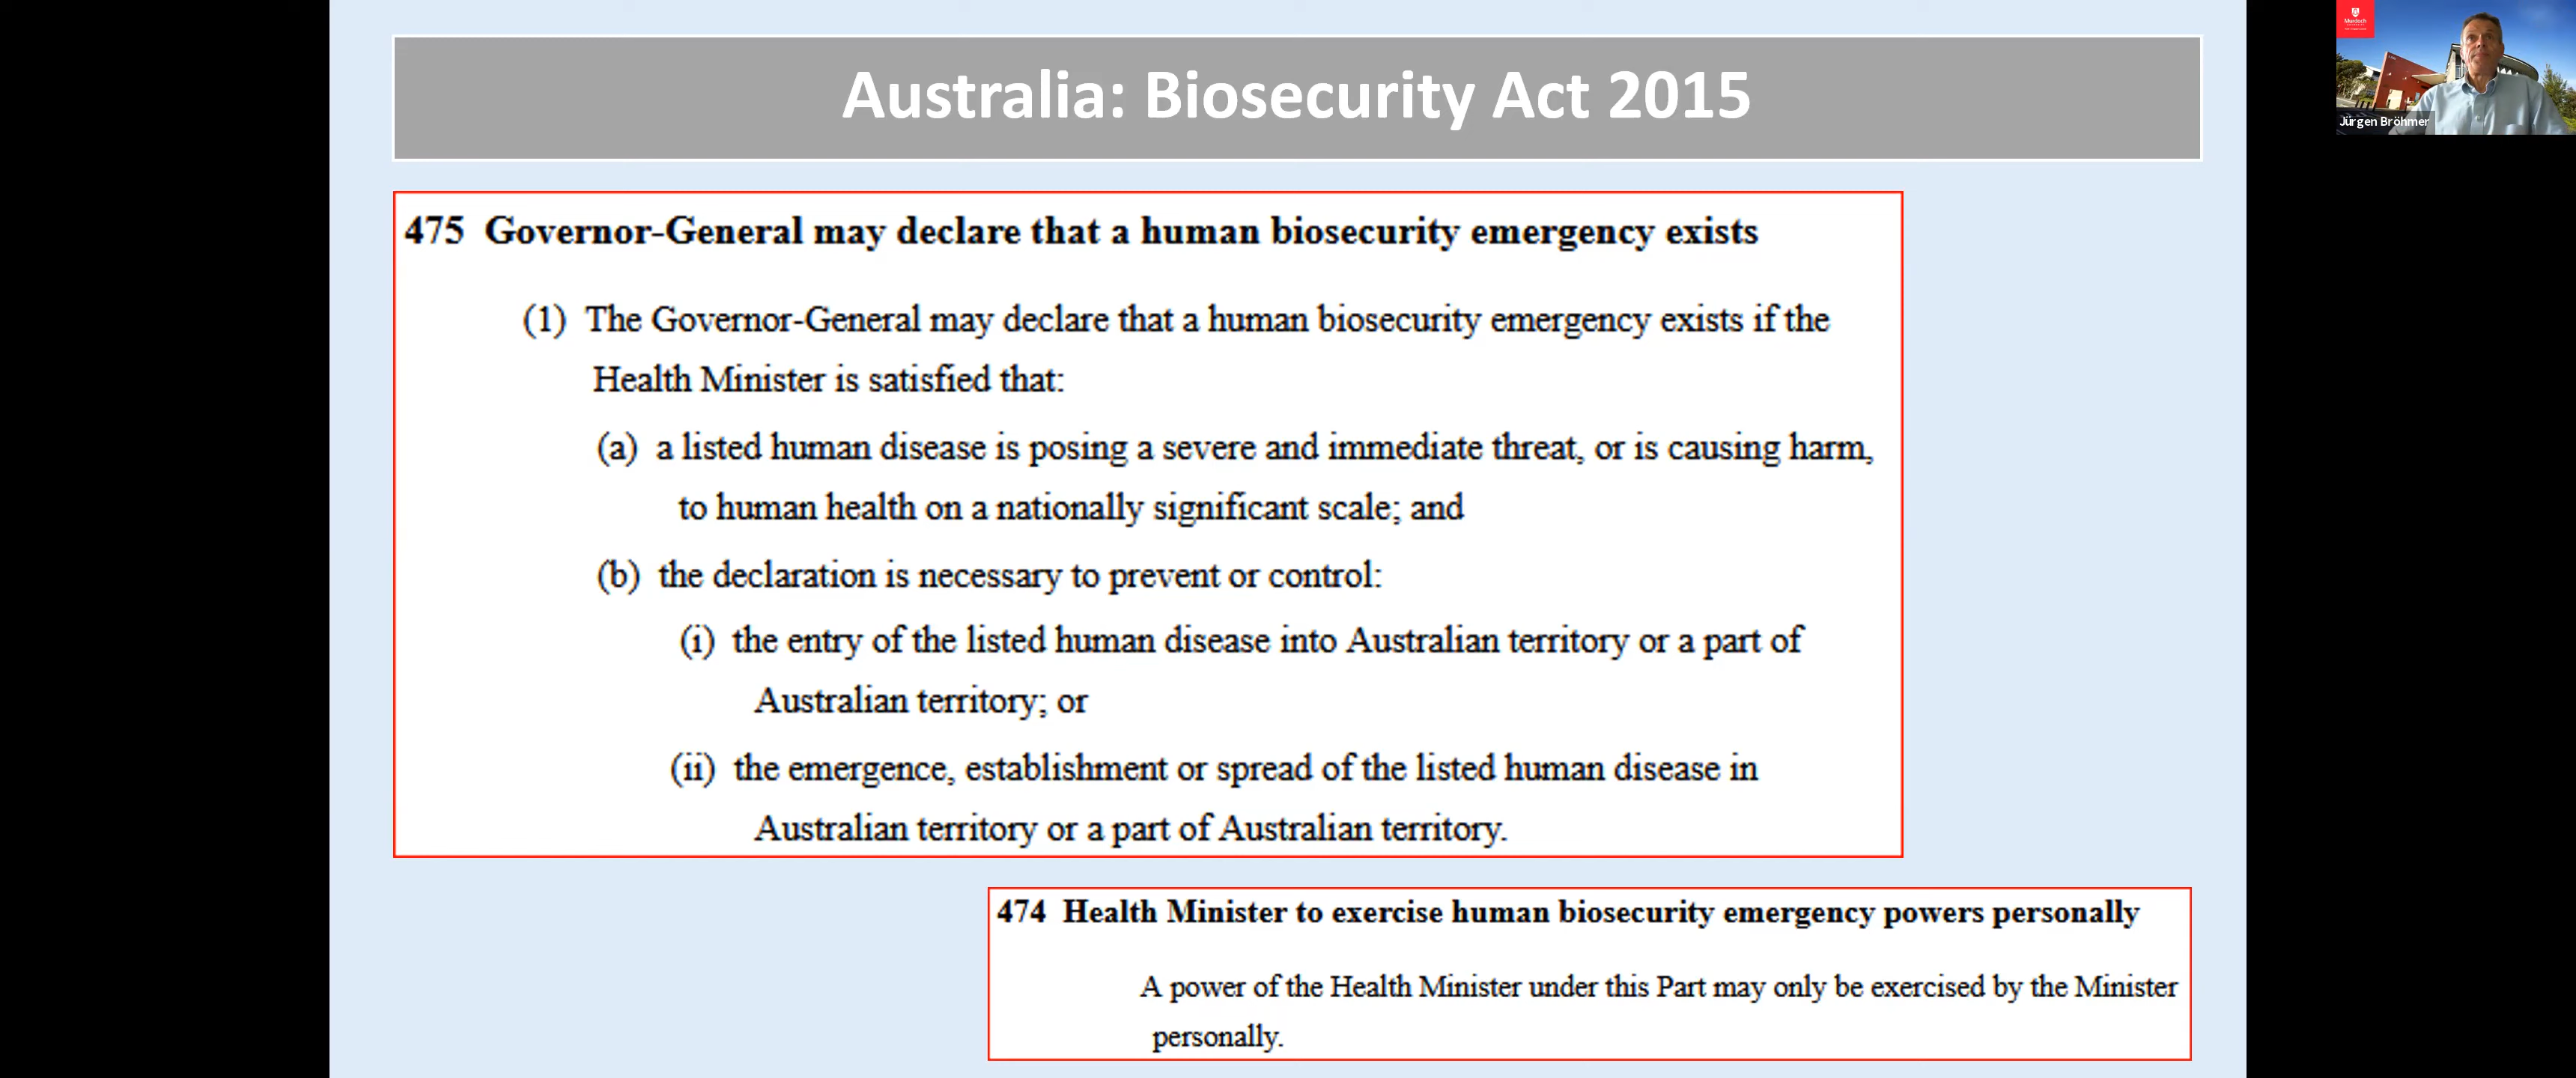 Australia: Biosecurity Act 2015
Murdoch
Jürgen Bröhmer
475 Governor-General may declare that a human biosecurity emergency exists
(1) The Governor-General may declare that a human biosecurity emergency exists if the
Health Minister is satisfied that:
(a) a listed human disease is posing a severe and immediate threat, or is causing harm,
to human health on a nationally significant scale; and
(b) the declaration is necessary to prevent or control:
(i) the entry of the listed human disease into Australian territory or a part of
Australian territory; or
(ii) the emergence, establishment or spread of the listed human disease in
Australian territory or a part of Australian territory.
474 Health Minister to exercise human biosecurity emergency powers personally
A power of the Health Minister under this Part may only be exercised by the Minister
personally.